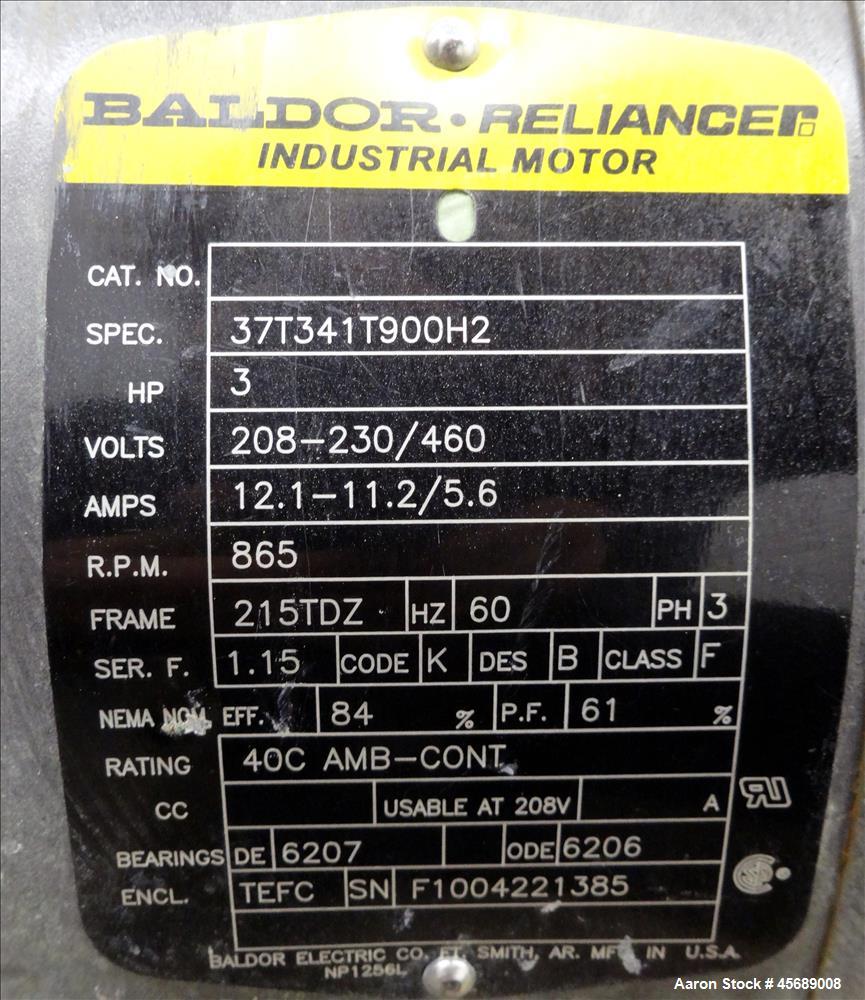 BALDOR • RELIANCER
INDUSTRIAL MOTOR
CAT. NO.
SPEC. 37T341T900H2
HP 3
VOLTS 208-230/460
AMPS 12.1-11.2/5.6
R.P.M. 865
FRAME 215TDZ HZ 60 PH 3
SER. F. 1.15 CODE K DES B CLASS F
NEMA NOM. EFF. 84 % P.F. 61 %
RATING 40C AMB-CONT
CC USABLE AT 208V A
BEARINGS DE 6207 ODE 6206
ENCL. TEFC SN F1004221385
BALDOR ELECTRIC CO. FT. SMITH, AR. MFG. IN U.S.A.
NP1256L
Aaron Stock # 45689008